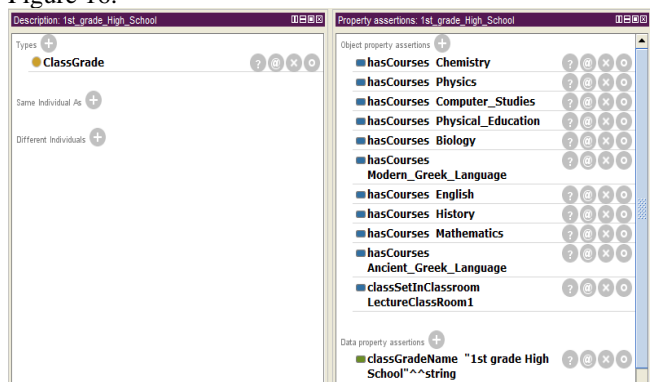 Figure 16.
Description: 1st_grade_High_School
Types
ClassGrade
Same Individual As
Different Individuals
Property assertions: 1st_grade_High_School
Object property assertions
hasCourses Chemistry
hasCourses Physics
hasCourses Computer_Studies
hasCourses Physical_Education
hasCourses Biology
hasCourses
Modern_Greek_Language
hasCourses English
hasCourses History
hasCourses Mathematics
hasCourses
Ancient_Greek_Language
classSetInClassroom
LectureClassRoom1
Data property assertions
classGradeName "1st grade High
School"^^string